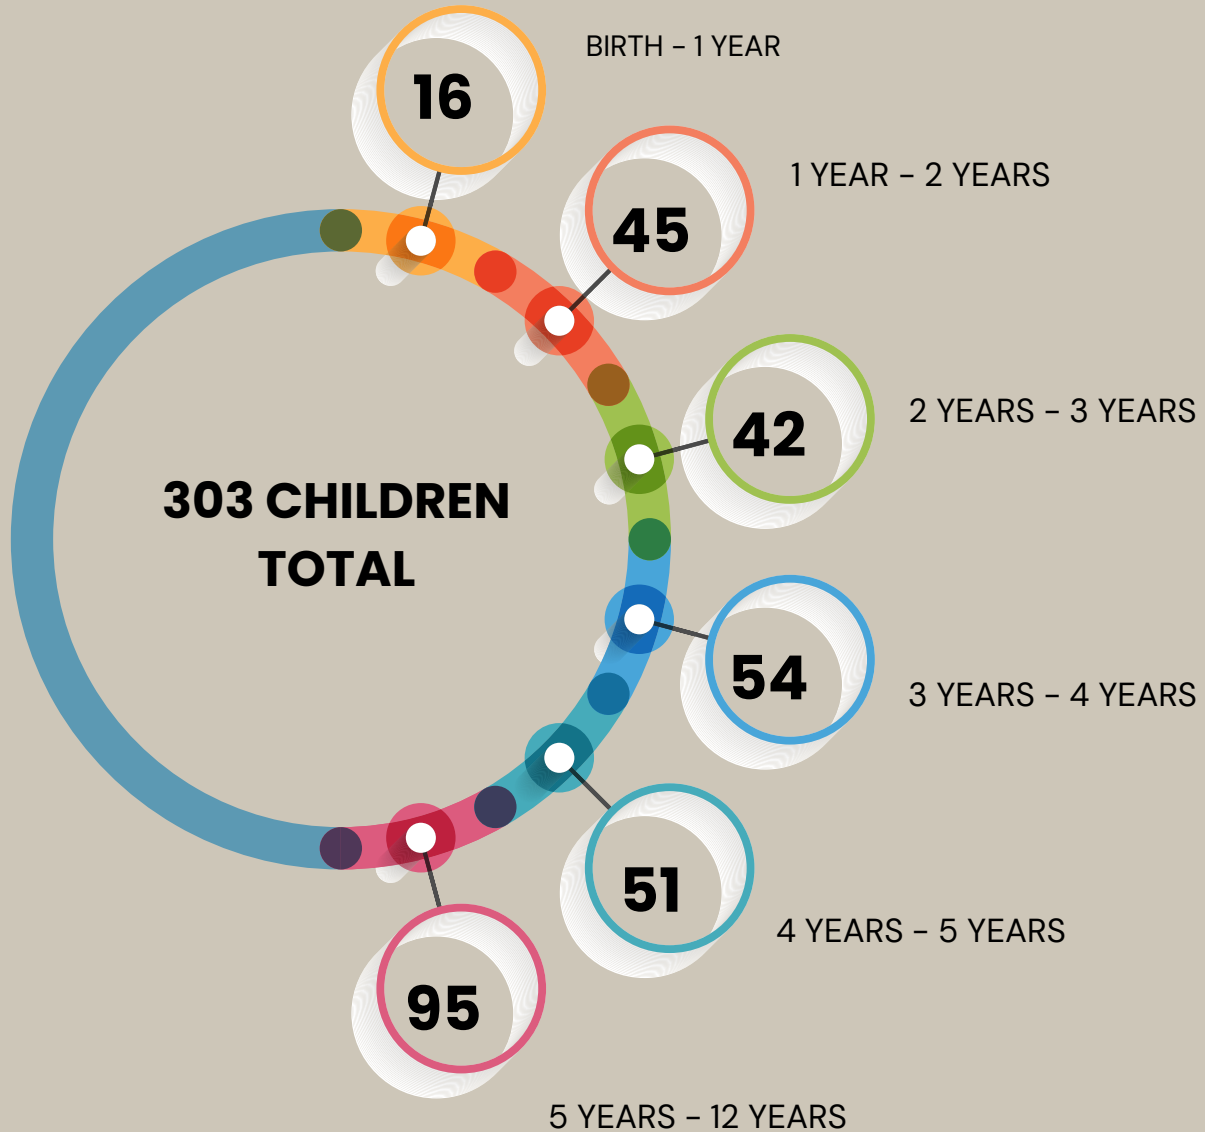 16
BIRTH – 1 YEAR
45
1 YEAR – 2 YEARS
42
2 YEARS – 3 YEARS
303 CHILDREN
TOTAL
54
3 YEARS – 4 YEARS
51
4 YEARS – 5 YEARS
95
5 YEARS – 12 YEARS